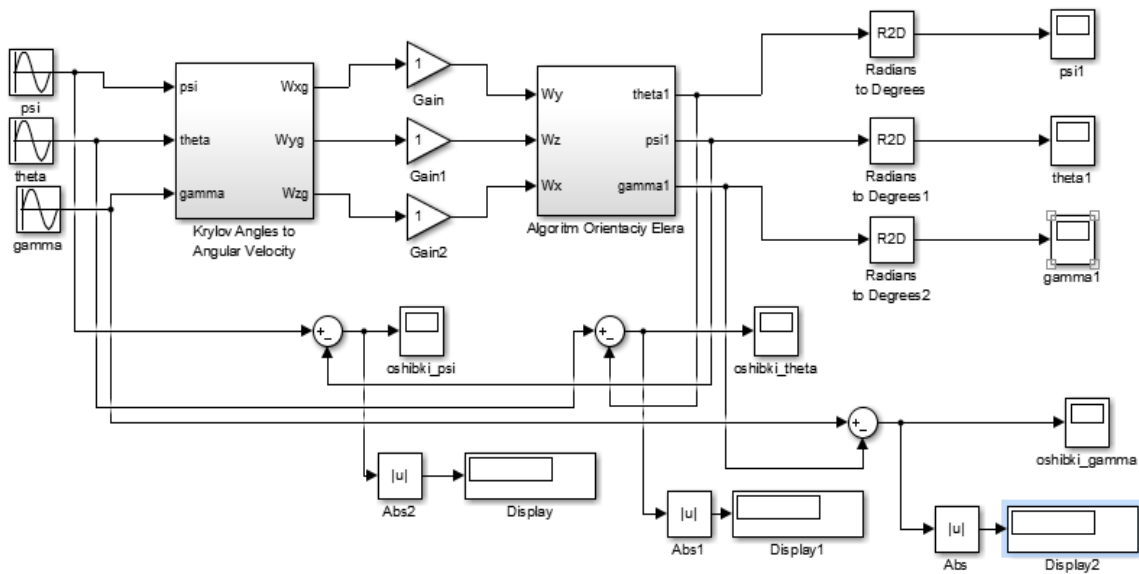 psi
theta
gamma
psi
theta
gamma
Wxg
Wyg
Wzg
Krylov Angles to
Angular Velocity
1
Gain
1
Gain1
1
Gain2
Wy
Wz
Wx
theta1
psi1
gamma1
Algoritm Orientaciy Elera
R2D
Radians
to Degrees
R2D
Radians
to Degrees1
R2D
Radians
to Degrees2
psi1
theta1
gamma1
oshibki_psi
oshibki_theta
oshibki_gamma
|u|
Abs2
Display
|u|
Abs1
Display1
|u|
Abs
Display2